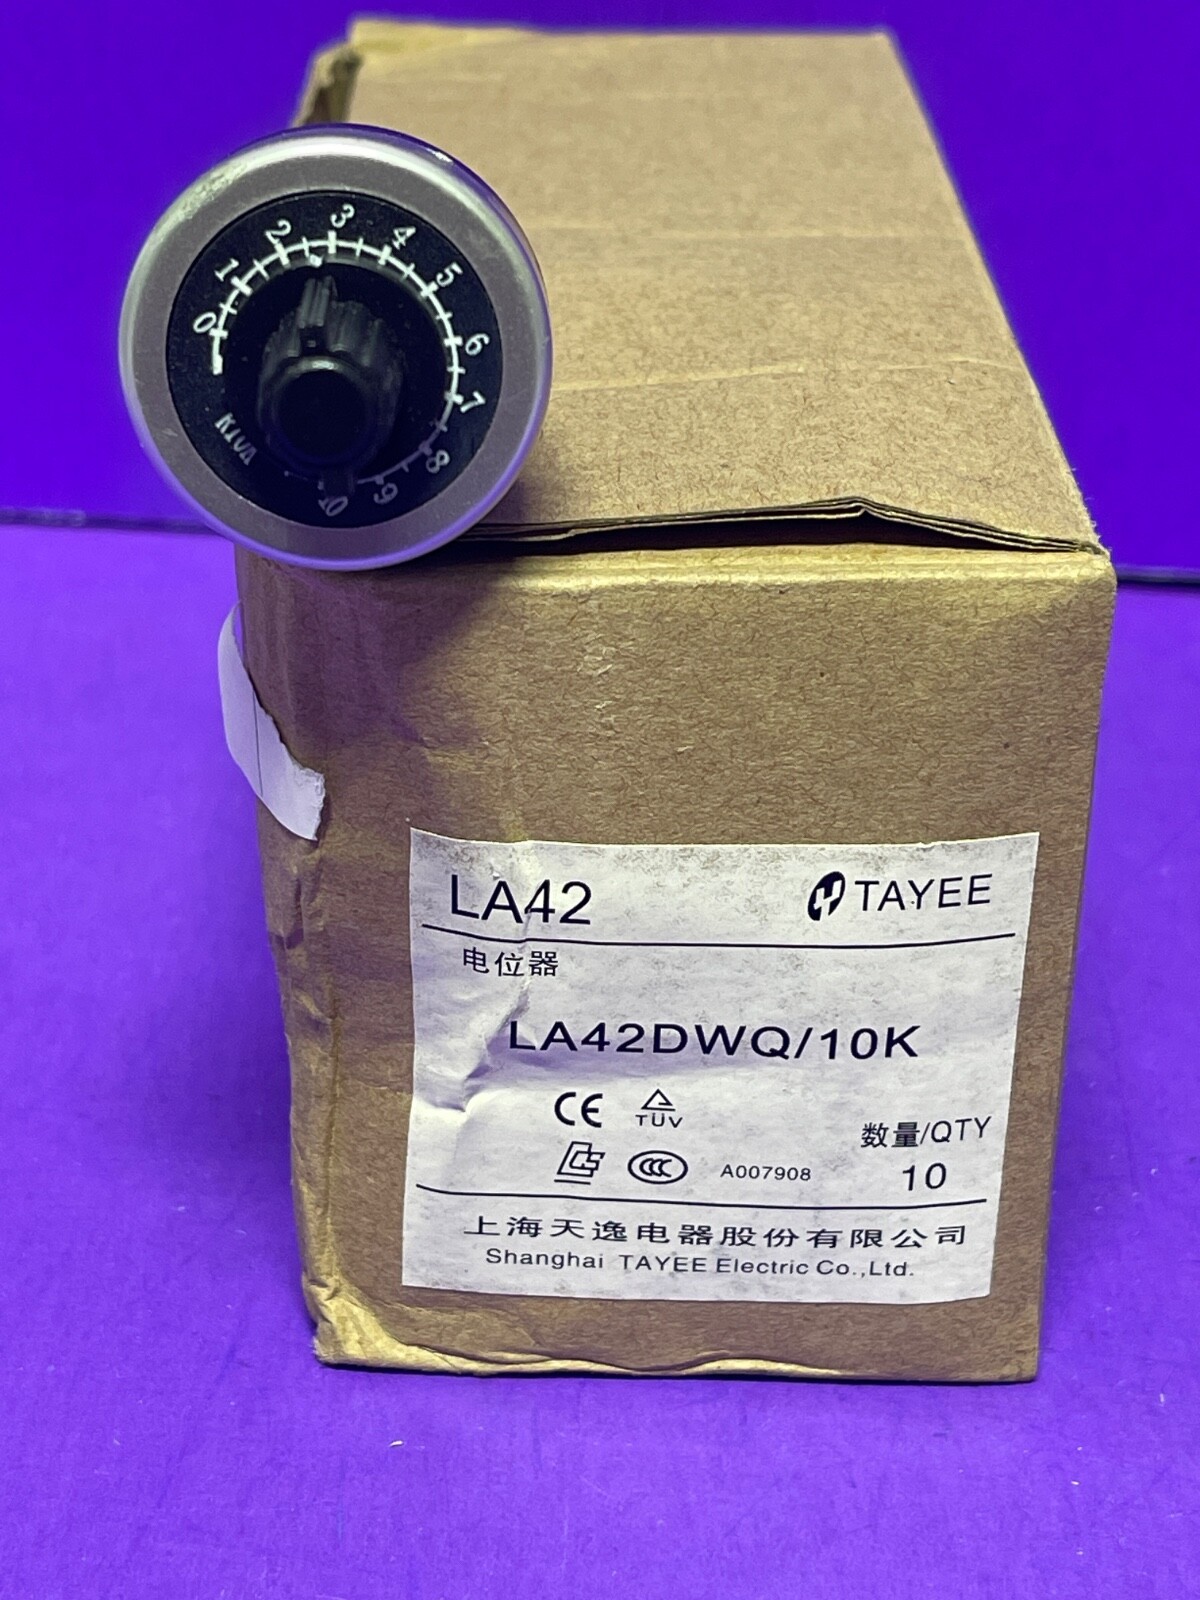 0 1 2 3 4 5 6 7 8 9 10
LA42
TAYEE
电位器
LA42DWQ/10K
CE
TUV
CCC
A007908
数量/QTY
10
上海天逸电器股份有限公司
Shanghai TAYEE Electric Co.,Ltd.